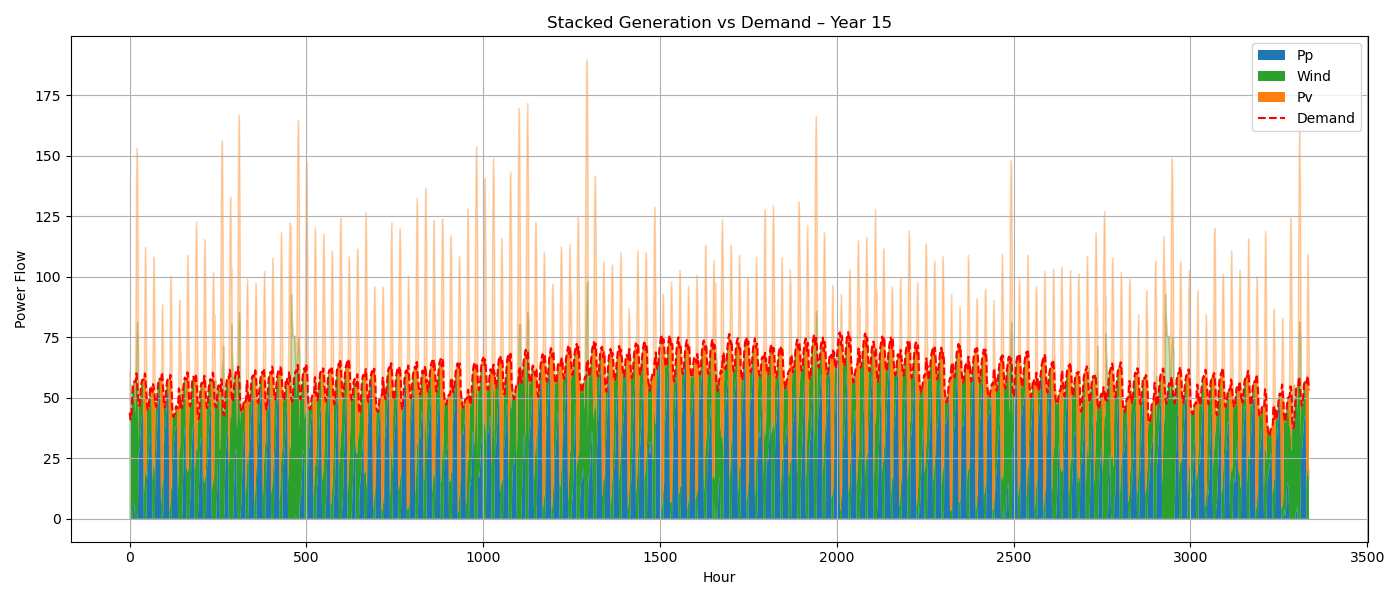 Stacked Generation vs Demand – Year 15
Pp
Wind
Pv
Demand
Power Flow
175
150
125
100
75
50
25
0
0 500 1000 1500 2000 2500 3000 3500
Hour